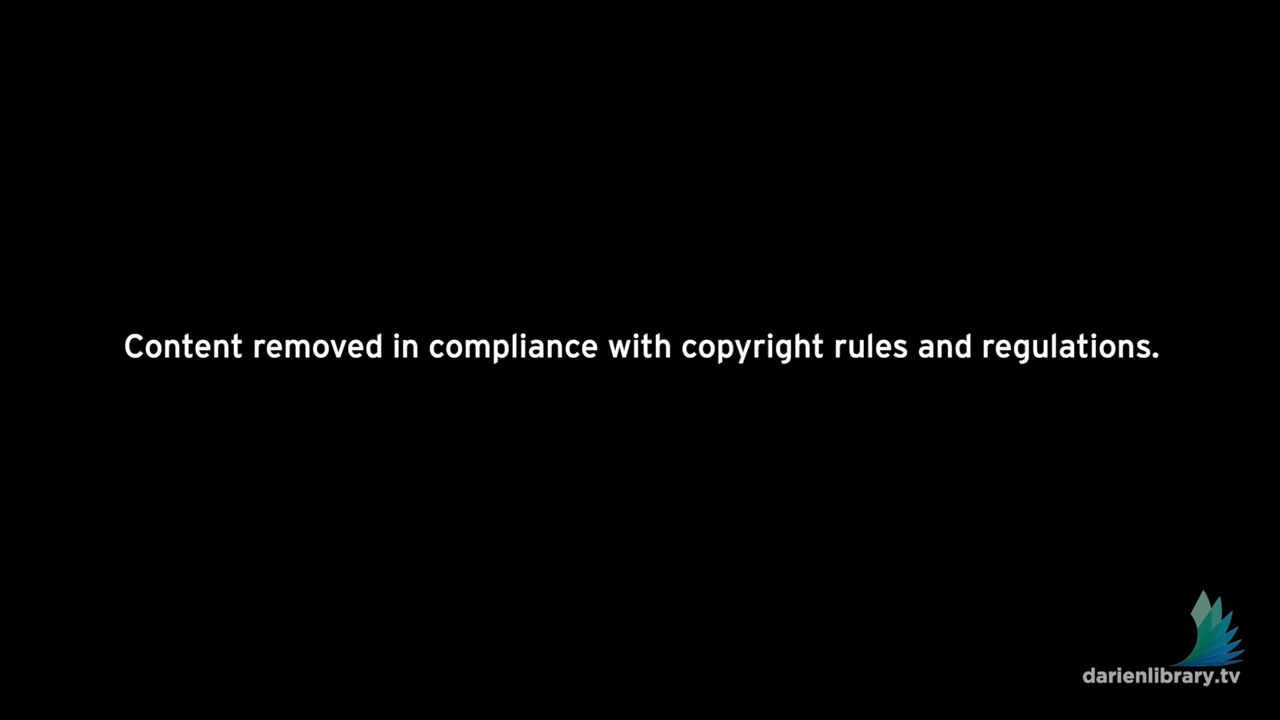 Content removed in compliance with copyright rules and regulations.
darienlibrary.tv